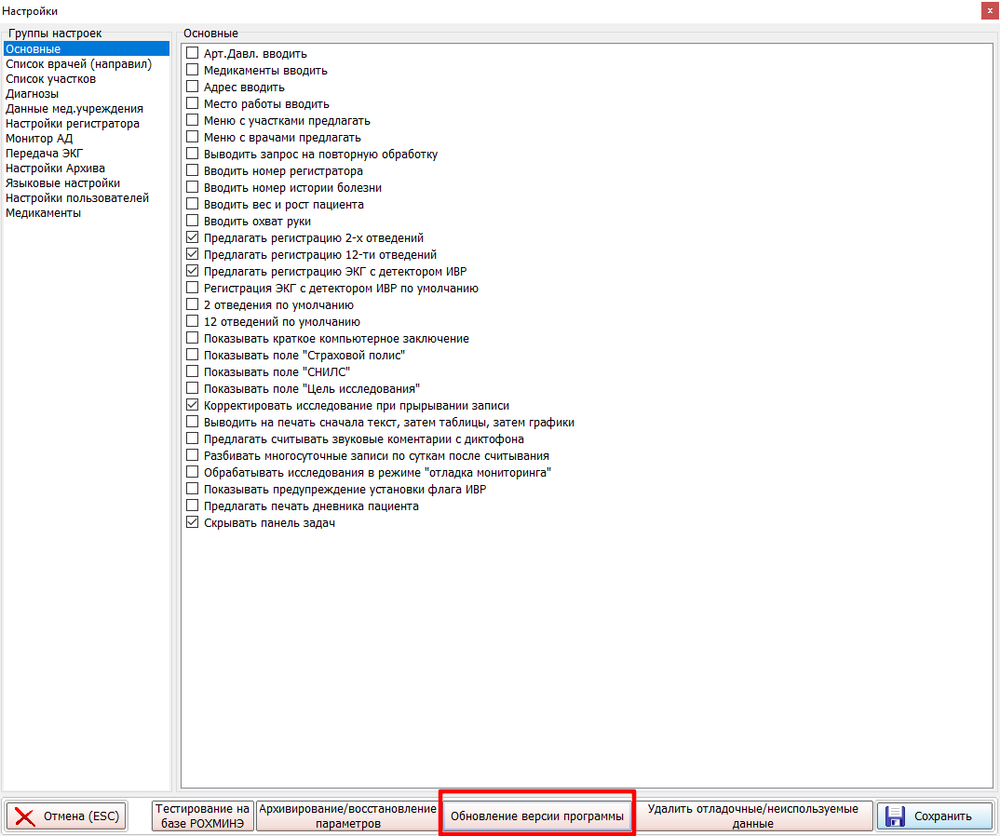 Настройки
x
Группы настроек
Основные
Список врачей (направил)
Список участков
Диагнозы
Данные мед.учреждения
Настройки регистратора
Монитор АД
Передача ЭКГ
Настройки Архива
Языковые настройки
Настройки пользователей
Медикаменты
Основные
Арт.Давл. вводить
Медикаменты вводить
Адрес вводить
Место работы вводить
Меню с участками предлагать
Меню с врачами предлагать
Выводить запрос на повторную обработку
Вводить номер регистратора
Вводить номер истории болезни
Вводить вес и рост пациента
Вводить охват руки
Предлагать регистрацию 2-х отведений
Предлагать регистрацию 12-ти отведений
Предлагать регистрацию ЭКГ с детектором ИВР
Регистрация ЭКГ с детектором ИВР по умолчанию
2 отведения по умолчанию
12 отведений по умолчанию
Показывать краткое компьютерное заключение
Показывать поле "Страховой полис"
Показывать поле "СНИЛС"
Показывать поле "Цель исследования"
Корректировать исследование при прырывании записи
Выводить на печать сначала текст, затем таблицы, затем графики
Предлагать считывать звуковые коментарии с диктофона
Разбивать многосуточные записи по суткам после считывания
Обрабатывать исследования в режиме "отладка мониторинга"
Показывать предупреждение установки флага ИВР
Предлагать печать дневника пациента
Скрывать панель задач
Отмена (ESC)
Тестирование на
базе РОХМИНЭ
Архивирование/восстановление
параметров
Обновление версии программы
Удалить отладочные/неиспользуемые
данные
Сохранить